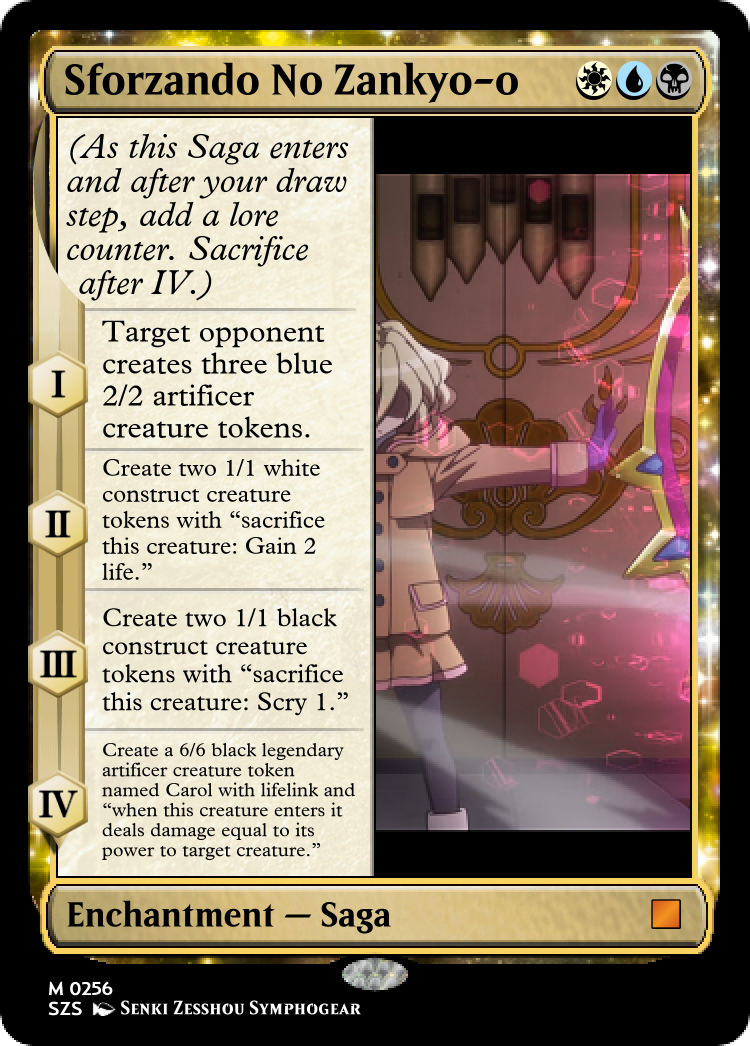 Sforzando No Zankyo-o
(As this Saga enters
and after your draw
step, add a lore
counter. Sacrifice
after IV.)
I
Target opponent
creates three blue
2/2 artificer
creature tokens.
II
Create two 1/1 white
construct creature
tokens with “sacrifice
this creature: Gain 2
life.”
III
Create two 1/1 black
construct creature
tokens with “sacrifice
this creature: Scry 1.”
IV
Create a 6/6 black legendary
artificer creature token
named Carol with lifelink and
“when this creature enters it
deals damage equal to its
power to target creature.”
Enchantment — Saga
M 0256
SZS Senki Zesshou Symphogear